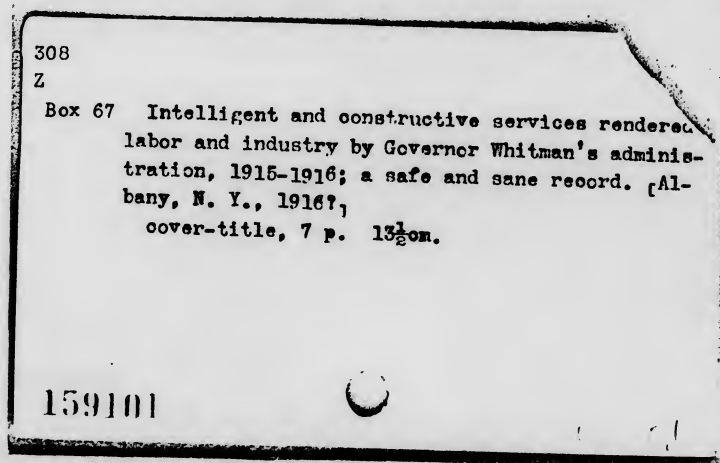 308
Z
Box 67 Intelligent and constructive services rendered
labor and industry by Governor Whitman's adminis-
tration, 1915-1916; a safe and sane record. [Al-
bany, N. Y., 1916?]
cover-title, 7 p. 13½cm.
159101